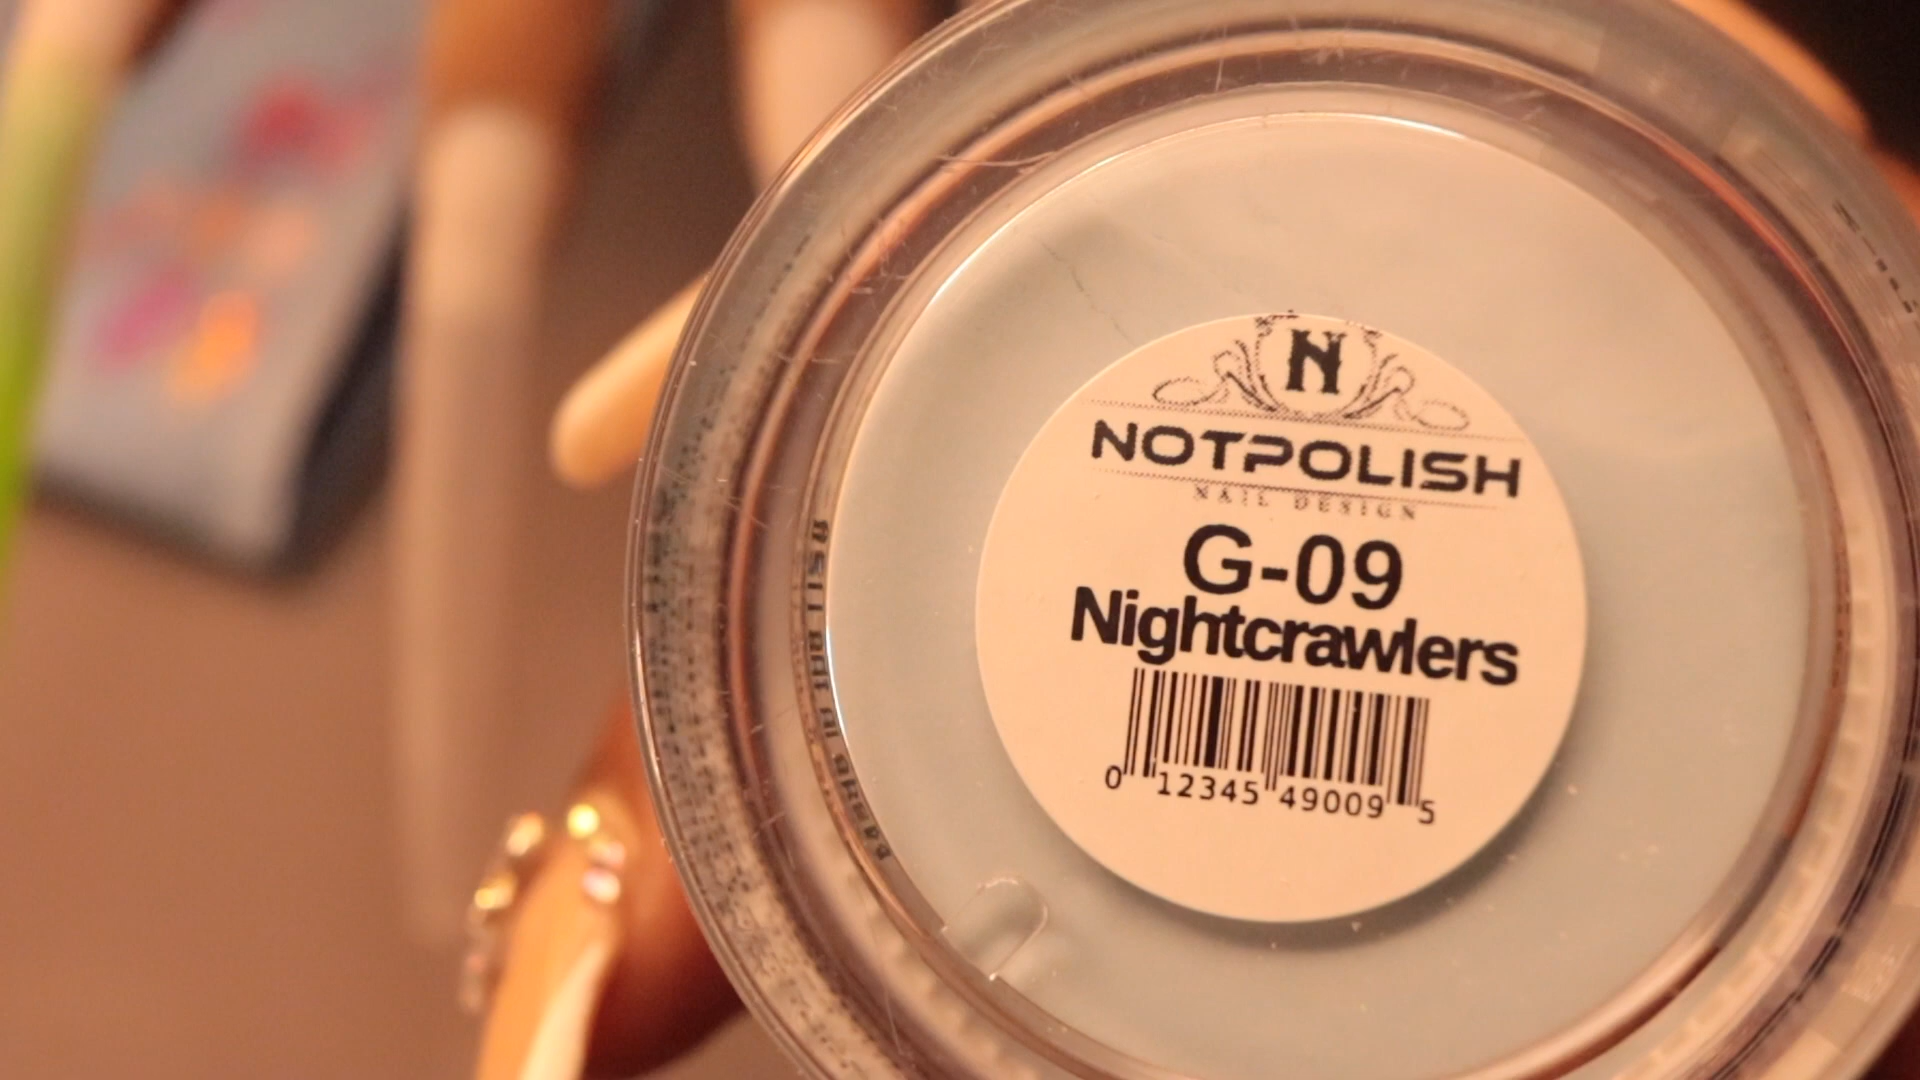 N
NOTPOLISH
NAIL DESIGN
G-09
Nightcrawlers
0 12345 49009 5